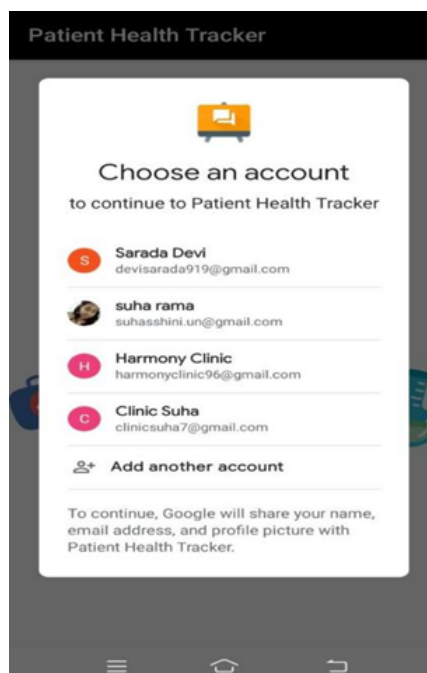 Patient Health Tracker
Choose an account
to continue to Patient Health Tracker
S
Sarada Devi
devisarada919@gmail.com
suha rama
suhasshini.un@gmail.com
H
Harmony Clinic
harmonyclinic96@gmail.com
C
Clinic Suha
clinicsuha7@gmail.com
Add another account
To continue, Google will share your name,
email address, and profile picture with
Patient Health Tracker.